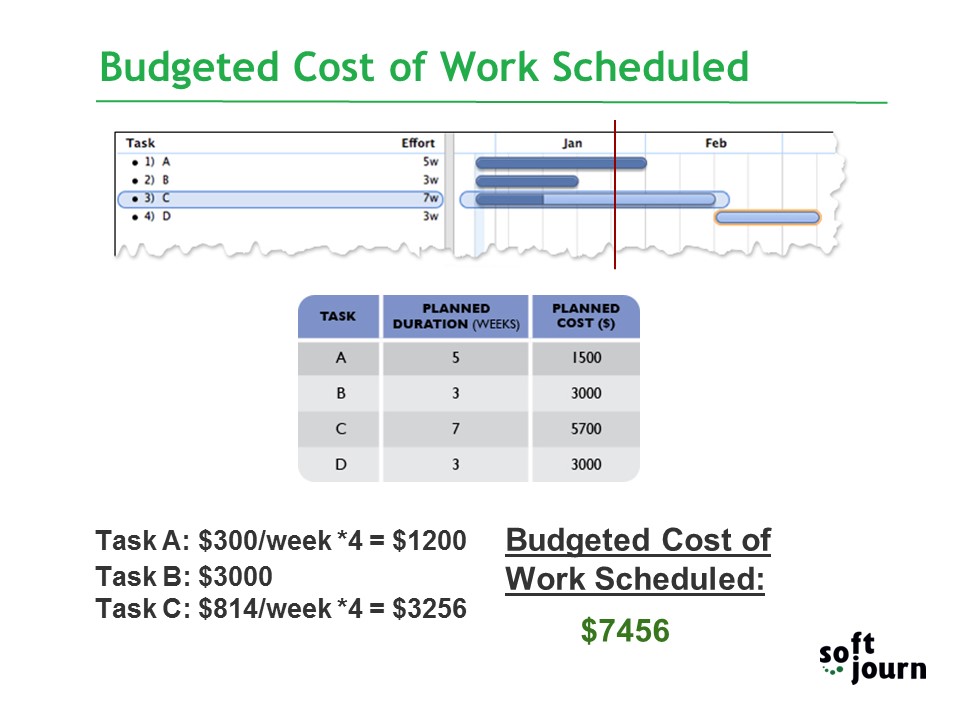 Budgeted Cost of Work Scheduled
Task Effort Jan Feb
• 1) A 5w
• 2) B 3w
• 3) C 7w
• 4) D 3w
TASK PLANNED DURATION (WEEKS) PLANNED COST ($)
A 5 1500
B 3 3000
C 7 5700
D 3 3000
Task A: $300/week *4 = $1200
Task B: $3000
Task C: $814/week *4 = $3256
Budgeted Cost of
Work Scheduled:
$7456
soft
journ